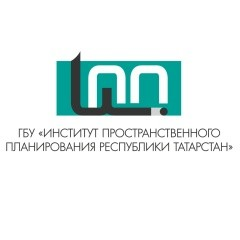 ГБУ «ИНСТИТУТ ПРОСТРАНСТВЕННОГО
ПЛАНИРОВАНИЯ РЕСПУБЛИКИ ТАТАРСТАН»